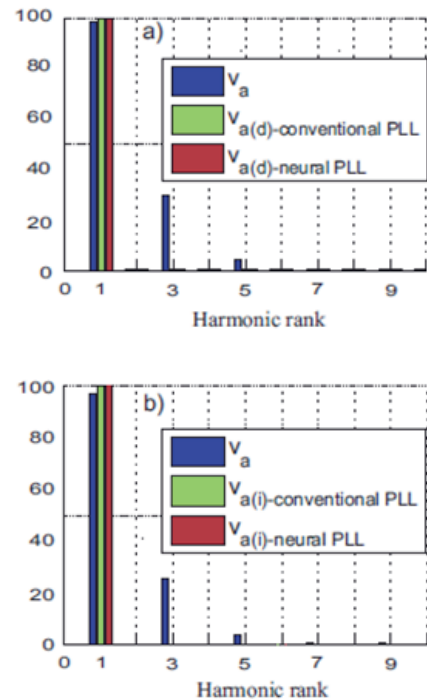 100
a)
80
60
40
20
0
v_a
v_a(d)-conventional PLL
v_a(d)-neural PLL
0 1 3 5 7 9
Harmonic rank
100
b)
80
60
40
20
0
v_a
v_a(i)-conventional PLL
v_a(i)-neural PLL
0 1 3 5 7 9
Harmonic rank